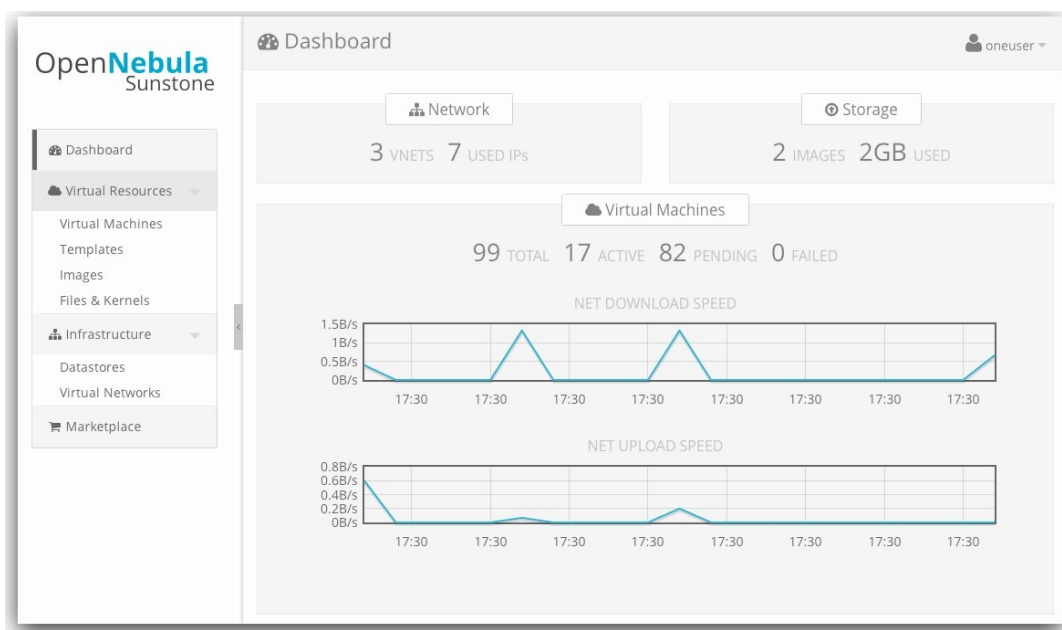 OpenNebula
Sunstone
Dashboard
Virtual Resources
Virtual Machines
Templates
Images
Files & Kernels
Infrastructure
Datastores
Virtual Networks
Marketplace
Dashboard
oneuser
Network
3 VNETS 7 USED IPs
Storage
2 IMAGES 2GB USED
Virtual Machines
99 TOTAL 17 ACTIVE 82 PENDING 0 FAILED
NET DOWNLOAD SPEED
1.5B/s
1B/s
0.5B/s
0B/s
17:30 17:30 17:30 17:30 17:30 17:30 17:30 17:30
NET UPLOAD SPEED
0.8B/s
0.6B/s
0.4B/s
0.2B/s
0B/s
17:30 17:30 17:30 17:30 17:30 17:30 17:30 17:30